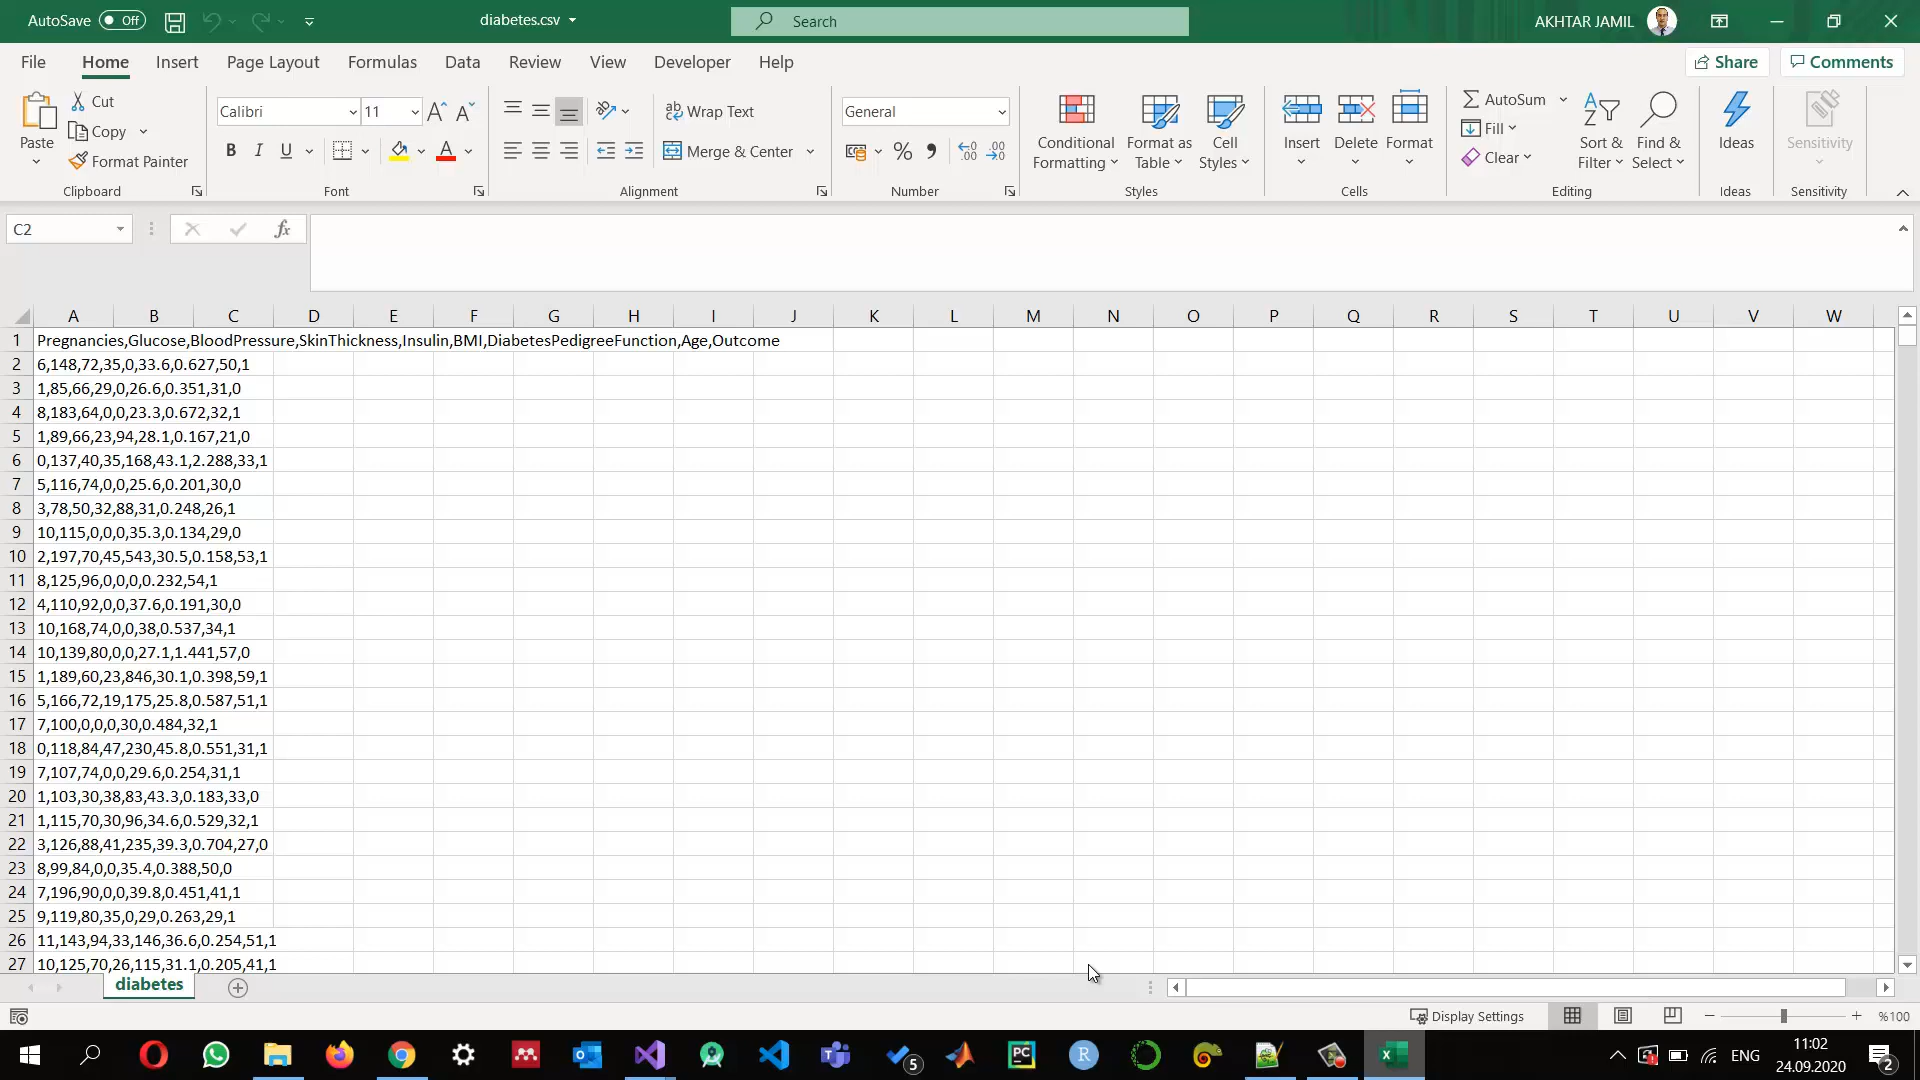 AutoSave Off diabetes.csv Search AKHTAR JAMIL
File Home Insert Page Layout Formulas Data Review View Developer Help Share Comments
Paste Cut Copy Format Painter Clipboard
Calibri 11 B I U A Font
Wrap Text Merge & Center Alignment
General % Number
Conditional Formatting Format as Table Cell Styles Styles
Insert Delete Format Cells
AutoSum Fill Clear Sort & Filter Find & Select Editing
Ideas Ideas
Sensitivity Sensitivity
C2 fx
A B C D E F G H I J K L M N O P Q R S T U V W
1 Pregnancies,Glucose,BloodPressure,SkinThickness,Insulin,BMI,DiabetesPedigreeFunction,Age,Outcome
2 6,148,72,35,0,33.6,0.627,50,1
3 1,85,66,29,0,26.6,0.351,31,0
4 8,183,64,0,0,23.3,0.672,32,1
5 1,89,66,23,94,28.1,0.167,21,0
6 0,137,40,35,168,43.1,2.288,33,1
7 5,116,74,0,0,25.6,0.201,30,0
8 3,78,50,32,88,31,0.248,26,1
9 10,115,0,0,0,35.3,0.134,29,0
10 2,197,70,45,543,30.5,0.158,53,1
11 8,125,96,0,0,0,0.232,54,1
12 4,110,92,0,0,37.6,0.191,30,0
13 10,168,74,0,0,38,0.537,34,1
14 10,139,80,0,0,27.1,1.441,57,0
15 1,189,60,23,846,30.1,0.398,59,1
16 5,166,72,19,175,25.8,0.587,51,1
17 7,100,0,0,0,30,0.484,32,1
18 0,118,84,47,230,45.8,0.551,31,1
19 7,107,74,0,0,29.6,0.254,31,1
20 1,103,30,38,83,43.3,0.183,33,0
21 1,115,70,30,96,34.6,0.529,32,1
22 3,126,88,41,235,39.3,0.704,27,0
23 8,99,84,0,0,35.4,0.388,50,0
24 7,196,90,0,0,39.8,0.451,41,1
25 9,119,80,35,0,29,0.263,29,1
26 11,143,94,33,146,36.6,0.254,51,1
27 10,125,70,26,115,31.1,0.205,41,1
diabetes
Display Settings %100
5 PC R ENG 11:02
24.09.2020 2